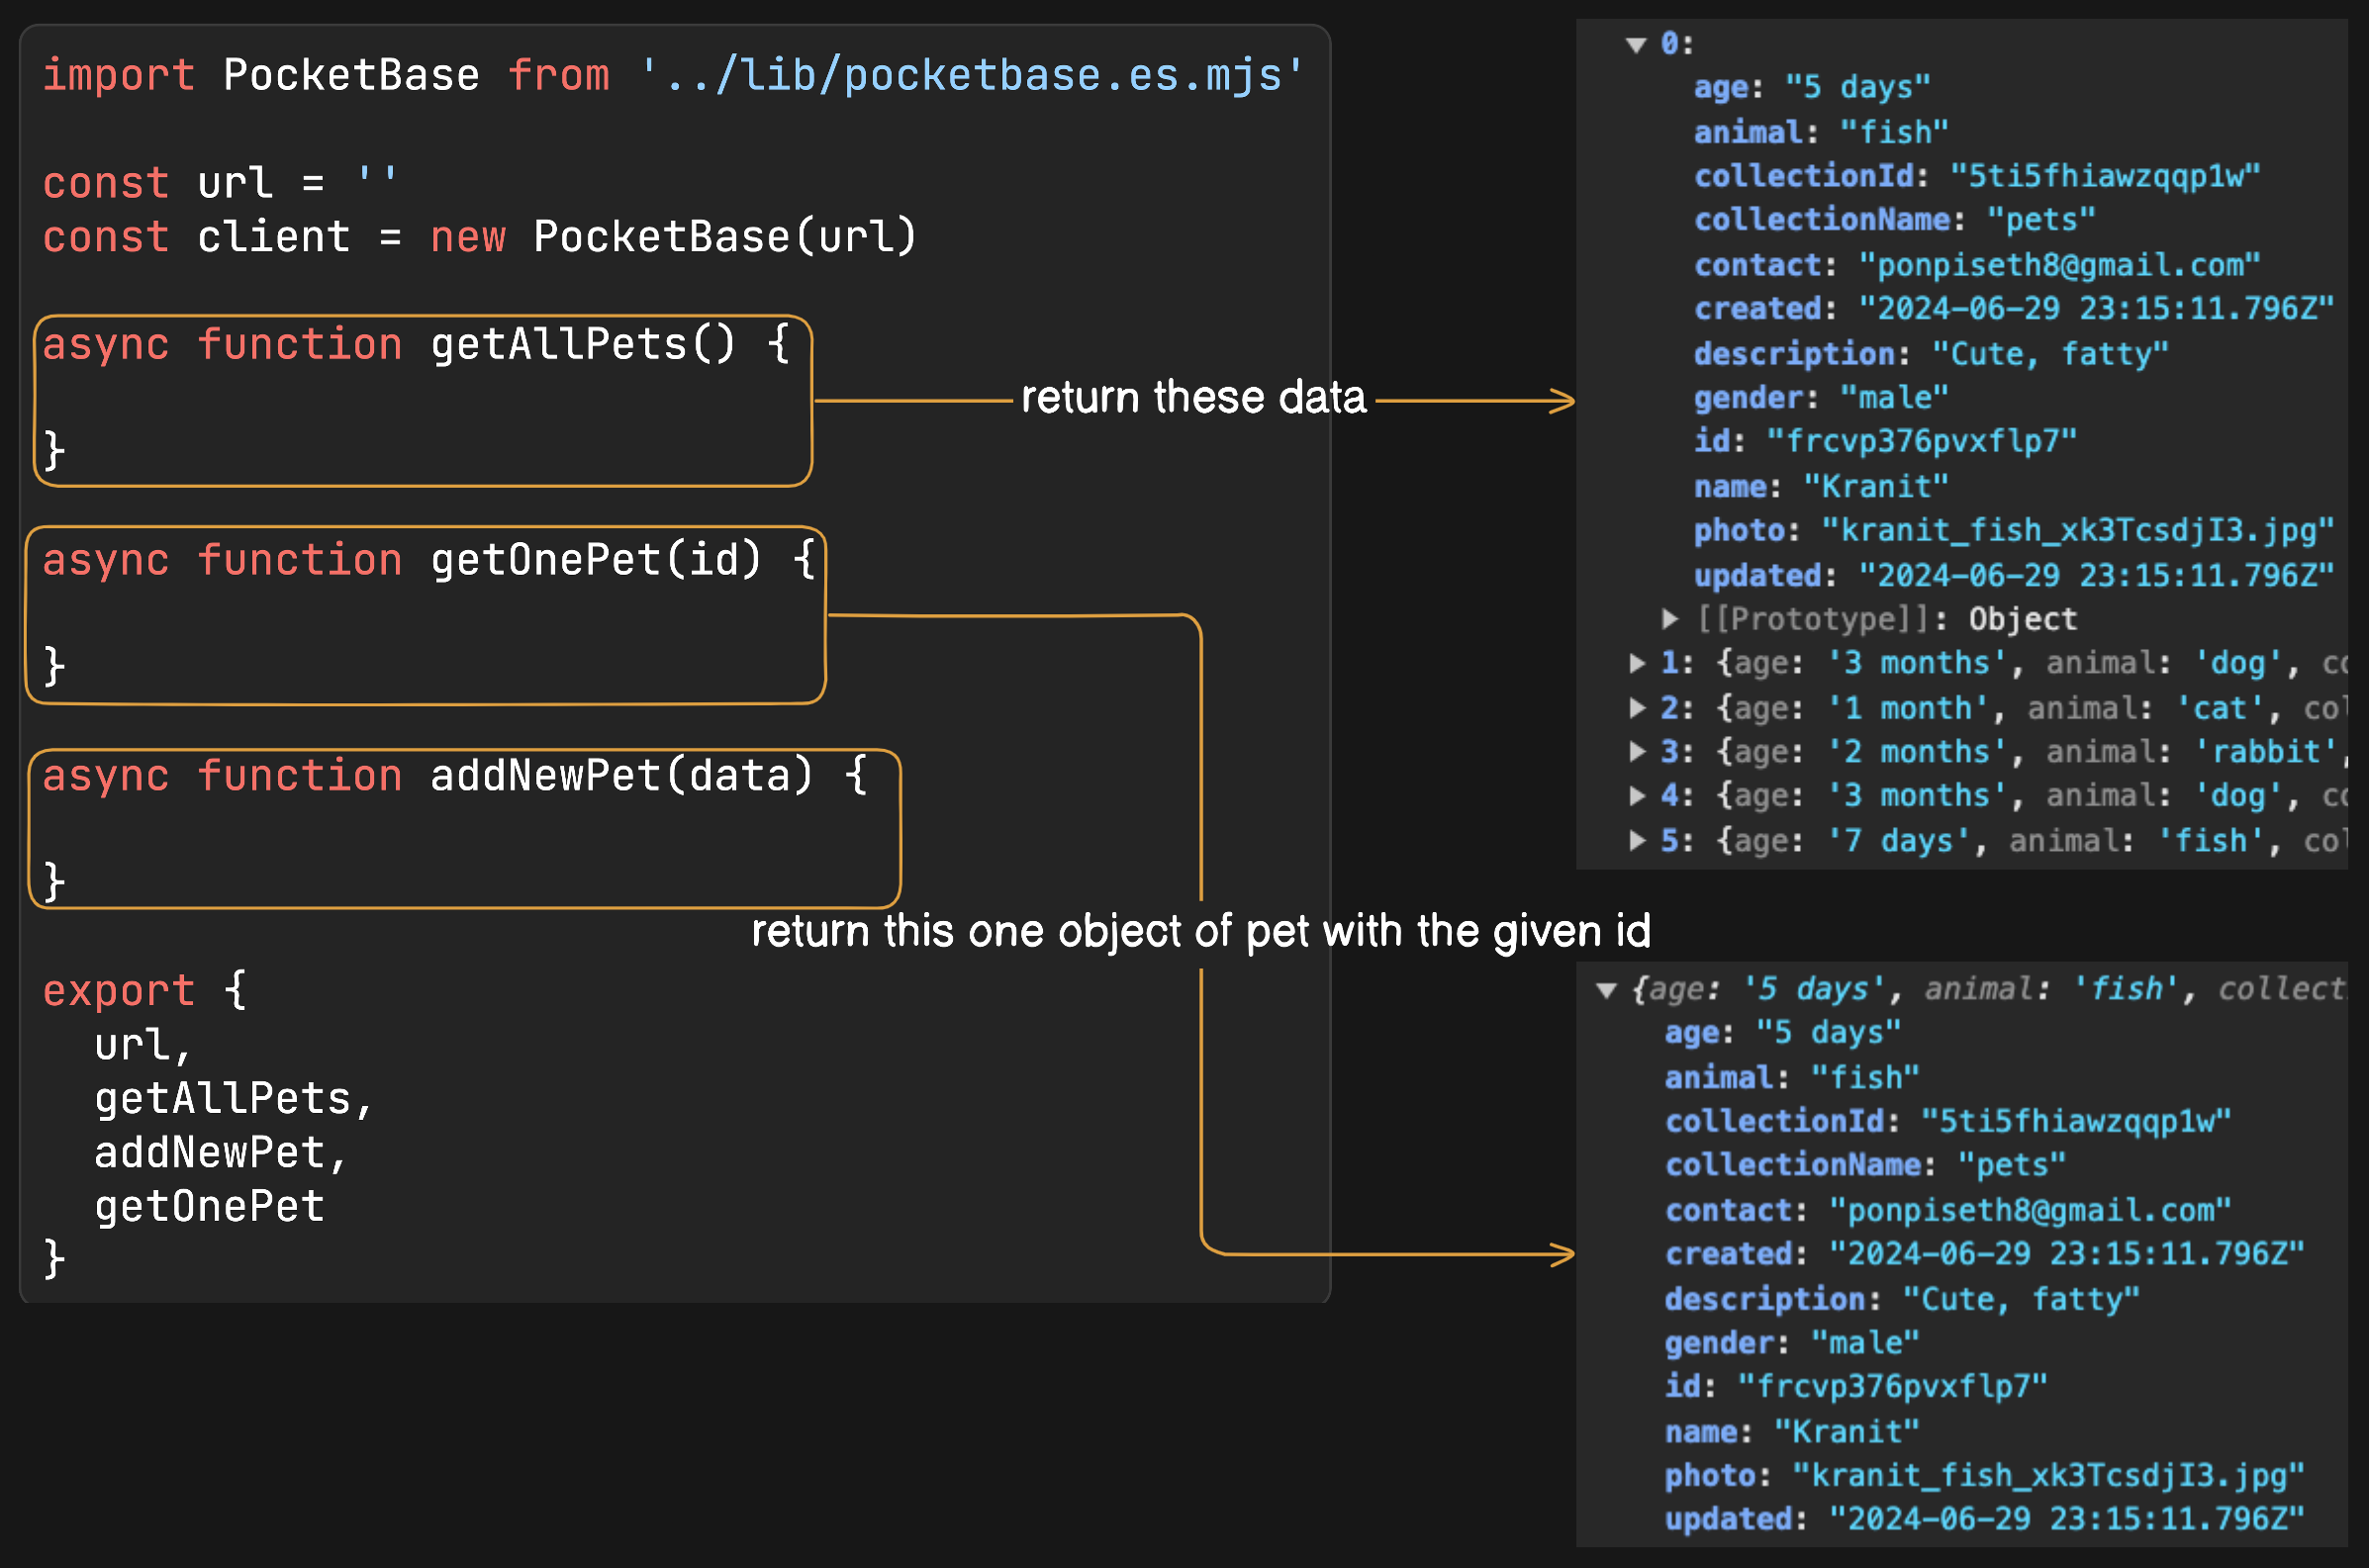 import PocketBase from '../lib/pocketbase.es.mjs'
const url = ''
const client = new PocketBase(url)
async function getAllPets() {
}
async function getOnePet(id) {
}
async function addNewPet(data) {
}
export {
url,
getAllPets,
addNewPet,
getOnePet
}
return these data
0:
age: "5 days"
animal: "fish"
collectionId: "5ti5fhiawzqqp1w"
collectionName: "pets"
contact: "ponpiseth8@gmail.com"
created: "2024-06-29 23:15:11.796Z"
description: "Cute, fatty"
gender: "male"
id: "frcvp376pvxflp7"
name: "Kranit"
photo: "kranit_fish_xk3TcsdjI3.jpg"
updated: "2024-06-29 23:15:11.796Z"
[[Prototype]]: Object
1: {age: '3 months', animal: 'dog', co
2: {age: '1 month', animal: 'cat', col
3: {age: '2 months', animal: 'rabbit',
4: {age: '3 months', animal: 'dog', co
5: {age: '7 days', animal: 'fish', col
return this one object of pet with the given id
{age: '5 days', animal: 'fish', collect
age: "5 days"
animal: "fish"
collectionId: "5ti5fhiawzqqp1w"
collectionName: "pets"
contact: "ponpiseth8@gmail.com"
created: "2024-06-29 23:15:11.796Z"
description: "Cute, fatty"
gender: "male"
id: "frcvp376pvxflp7"
name: "Kranit"
photo: "kranit_fish_xk3TcsdjI3.jpg"
updated: "2024-06-29 23:15:11.796Z"